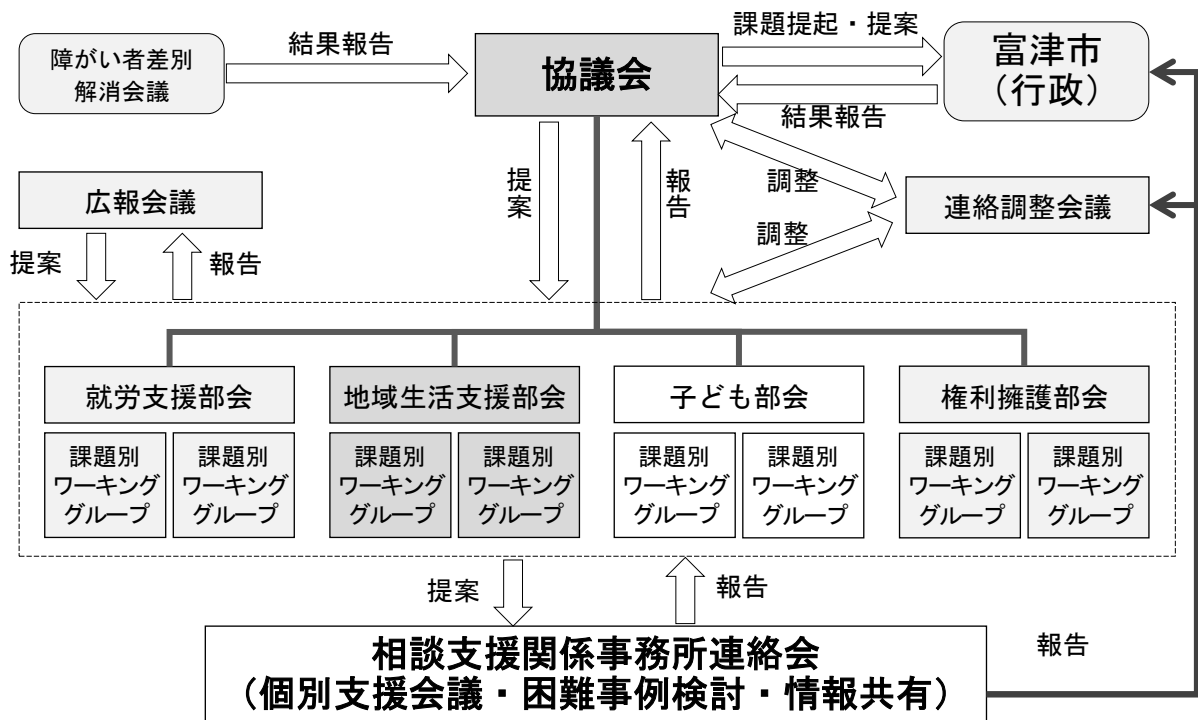 障がい者差別
解消会議
結果報告
協議会
課題提起・提案
結果報告
富津市
（行政）
広報会議
提案
報告
提案
報告
調整
調整
連絡調整会議
就労支援部会
課題別
ワーキング
グループ
課題別
ワーキング
グループ
地域生活支援部会
課題別
ワーキング
グループ
課題別
ワーキング
グループ
子ども部会
課題別
ワーキング
グループ
課題別
ワーキング
グループ
権利擁護部会
課題別
ワーキング
グループ
課題別
ワーキング
グループ
提案
報告
相談支援関係事務所連絡会
（個別支援会議・困難事例検討・情報共有）
報告